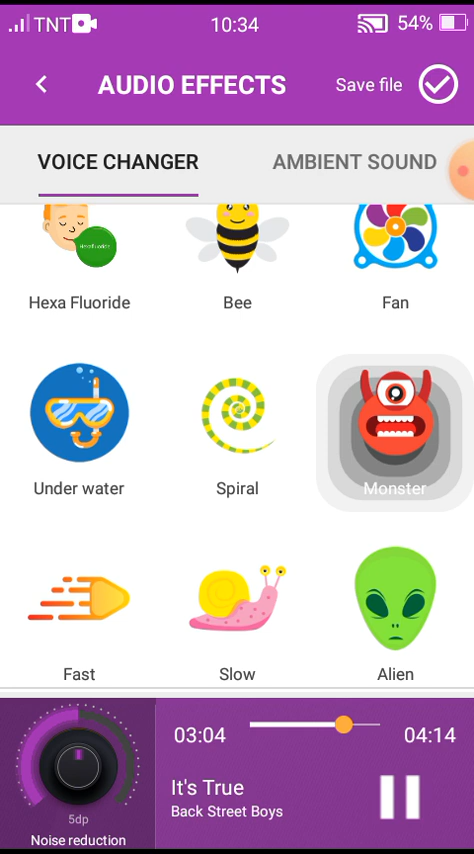 TNT 10:34 54%
AUDIO EFFECTS Save file
VOICE CHANGER AMBIENT SOUND
Hexafluoride
Hexa Fluoride Bee Fan
Under water Spiral Monster
Fast Slow Alien
03:04 04:14
It's True
Back Street Boys
5dp
Noise reduction